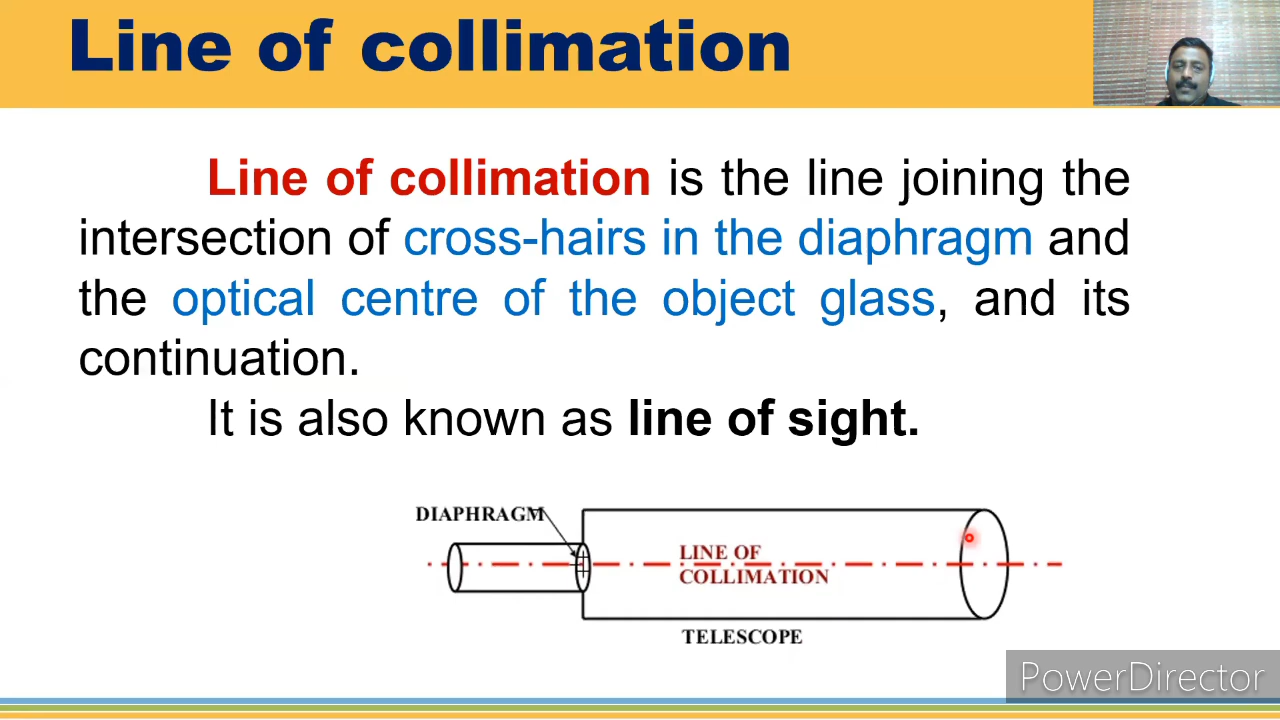 Line of collimation
Line of collimation is the line joining the
intersection of cross-hairs in the diaphragm and
the optical centre of the object glass, and its
continuation.
It is also known as line of sight.
DIAPHRAGM
LINE OF
COLLIMATION
TELESCOPE
PowerDirector